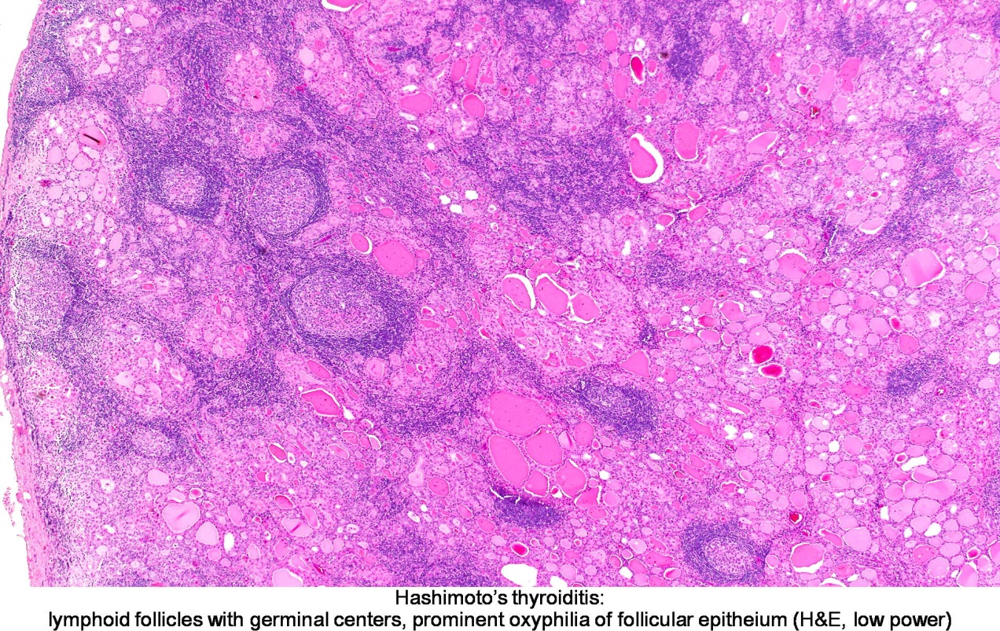 Hashimoto's thyroiditis:
lymphoid follicles with germinal centers, prominent oxyphilia of follicular epitheium (H&E, low power)